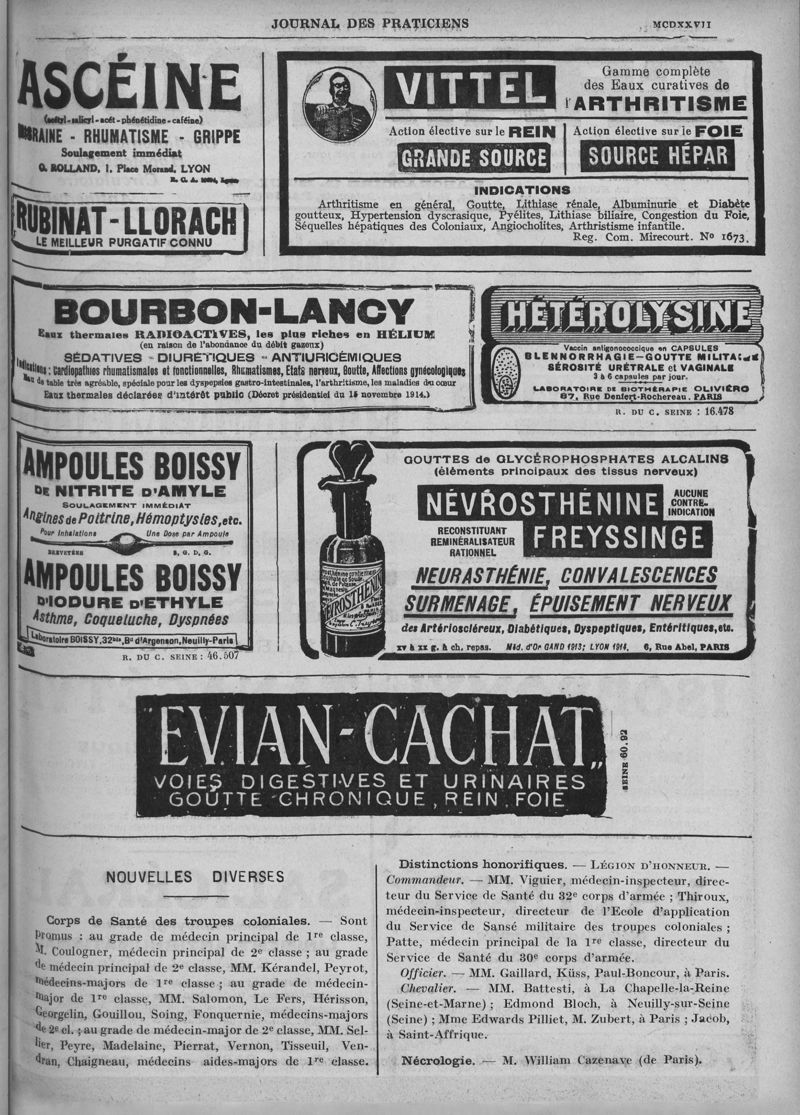 JOURNAL DES PRATICIENS
MCDXXVII
ASCÉINE
(acétyl-salicyl-acét-phénétidine-caféine)
MIGRAINE - RHUMATISME - GRIPPE
Soulagement immédiat
O. ROLLAND, 1, Place Morand, LYON
RUBINAT-LLORACH
LE MEILLEUR PURGATIF CONNU
VITTEL
Gamme complète
des Eaux curatives de
l'ARTHRITISME
Action élective sur le REIN
GRANDE SOURCE
Action élective sur le FOIE
SOURCE HÉPAR
INDICATIONS
Arthritisme en général, Goutte, Lithiase rénale, Albuminurie et Diabète
goutteux, Hypertension dyscrasique, Pyélites, Lithiase biliaire, Congestion du Foie,
Séquelles hépatiques des Coloniaux, Angiocholites, Arthristisme infantile.
Reg. Com. Mirecourt. No 1673.
BOURBON-LANCY
Eaux thermales RADIOACTIVES, les plus riches en HÉLIUM
(en raison de l'abondance du débit gazeux)
SÉDATIVES - DIURÉTIQUES - ANTIURICÉMIQUES
Indications : Cardiopathies rhumatismales et fonctionnelles, Rhumatismes, Etats nerveux, Goutte, Affections gynécologiques
Eau de table très agréable, spéciale pour les dyspepsies gastro-intestinales, l'arthritisme, les maladies du cœur
Eaux thermales déclarées d'intérêt public (Décret présidentiel du 15 novembre 1914.)
HÉTÉROLYSINE
Vaccin antigonococcique en CAPSULES
BLENNORRHAGIE-GOUTTE MILITAIRE
SÉROSITÉ URÉTRALE et VAGINALE
3 à 6 capsules par jour.
LABORATOIRE DE BIOTHÉRAPIE OLIVIÉRO
67, Rue Denfert-Rochereau, PARIS
R. DU C. SEINE : 16.478
AMPOULES BOISSY
DE NITRITE D'AMYLE
SOULAGEMENT IMMÉDIAT
Angines de Poitrine, Hémoptysies, etc.
Pour Inhalations Une Dose par Ampoule
BREVETÉES S. G. D. G.
AMPOULES BOISSY
D'IODURE D'ETHYLE
Asthme, Coqueluche, Dyspnées
Laboratoire BOISSY, 32bis, Bd d'Argenson, Neuilly-Paris
R. DU C. SEINE : 46.507
GOUTTES de GLYCÉROPHOSPHATES ALCALINS
(éléments principaux des tissus nerveux)
NÉVROSTHÉNINE
AUCUNE
CONTRE-
INDICATION
RECONSTITUANT
REMINÉRALISATEUR
RATIONNEL
FREYSSINGE
NÉVROSTHÉNINE
NEURASTHÉNIE, CONVALESCENCES
SURMENAGE, ÉPUISEMENT NERVEUX
des Artérioscléreux, Diabétiques, Dyspeptiques, Entéritiques, etc.
XV à XX g. à ch. repas. Méd. d'Or GAND 1913; LYON 1914. 6, Rue Abel, PARIS
"EVIAN-CACHAT"
VOIES DIGESTIVES ET URINAIRES
GOUTTE CHRONIQUE, REIN, FOIE
SEINE 60.92
NOUVELLES DIVERSES
Corps de Santé des troupes coloniales. — Sont
promus : au grade de médecin principal de 1re classe,
M. Coulogner, médecin principal de 2e classe ; au grade
de médecin principal de 2e classe, MM. Kérandel, Peyrot,
médecins-majors de 1re classe ; au grade de médecin-
major de 1re classe, MM. Salomon, Le Fers, Hérisson,
Georgelin, Gouillou, Soing, Fonquernie, médecins-majors
de 2e cl. ; au grade de médecin-major de 2e classe, MM. Sel-
lier, Peyre, Madelaine, Pierrat, Vernon, Tisseuil, Ven-
dran, Chaigneau, médecins aides-majors de 1re classe.
Distinctions honorifiques. — LÉGION D'HONNEUR. —
Commandeur. — MM. Viguier, médecin-inspecteur, direc-
teur du Service de Santé du 32e corps d'armée ; Thiroux,
médecin-inspecteur, directeur de l'Ecole d'application
du Service de Sansé militaire des troupes coloniales ;
Patte, médecin principal de la 1re classe, directeur du
Service de Santé du 30e corps d'armée.
Officier. — MM. Gaillard, Küss, Paul-Boncour, à Paris.
Chevalier. — MM. Battesti, à La Chapelle-la-Reine
(Seine-et-Marne) ; Edmond Bloch, à Neuilly-sur-Seine
(Seine) ; Mme Edwards Pilliet, M. Zubert, à Paris ; Jacob,
à Saint-Affrique.
Nécrologie. — M. William Cazenave (de Paris).